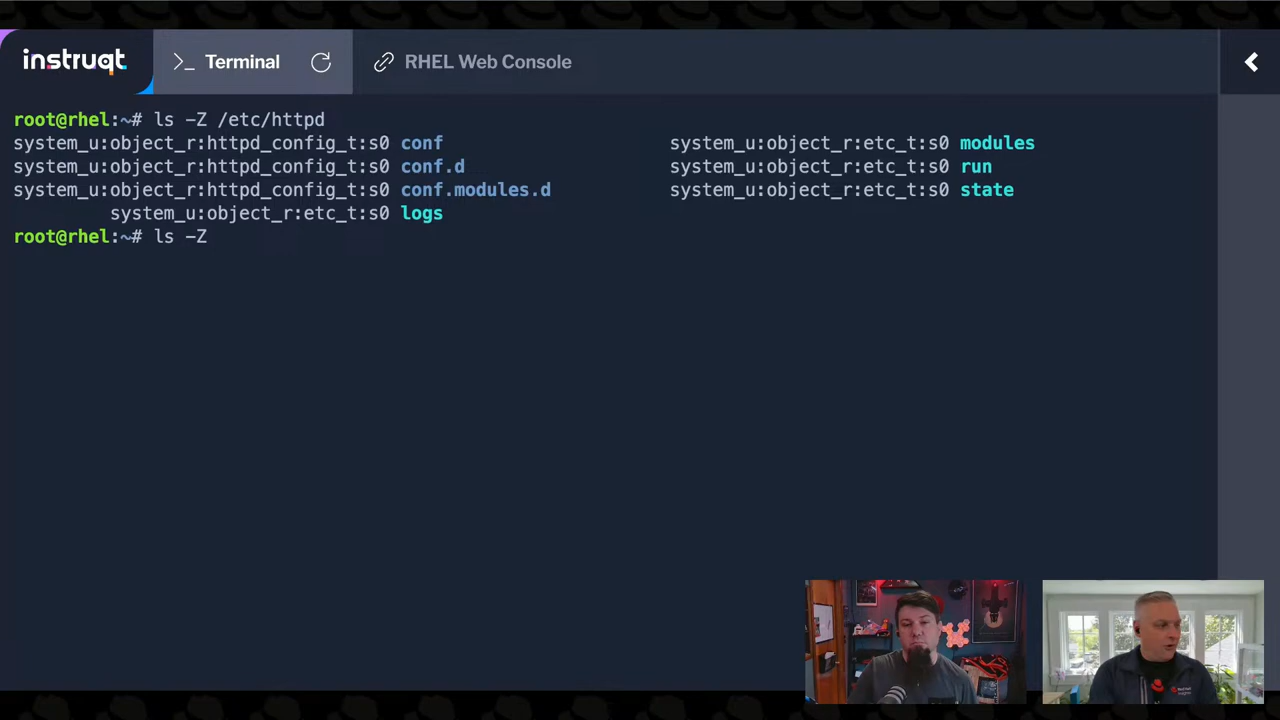 instruqt
>_ Terminal
RHEL Web Console
root@rhel:~# ls -Z /etc/httpd
system_u:object_r:httpd_config_t:s0 conf system_u:object_r:etc_t:s0 modules
system_u:object_r:httpd_config_t:s0 conf.d system_u:object_r:etc_t:s0 run
system_u:object_r:httpd_config_t:s0 conf.modules.d system_u:object_r:etc_t:s0 state
system_u:object_r:etc_t:s0 logs
root@rhel:~# ls -Z